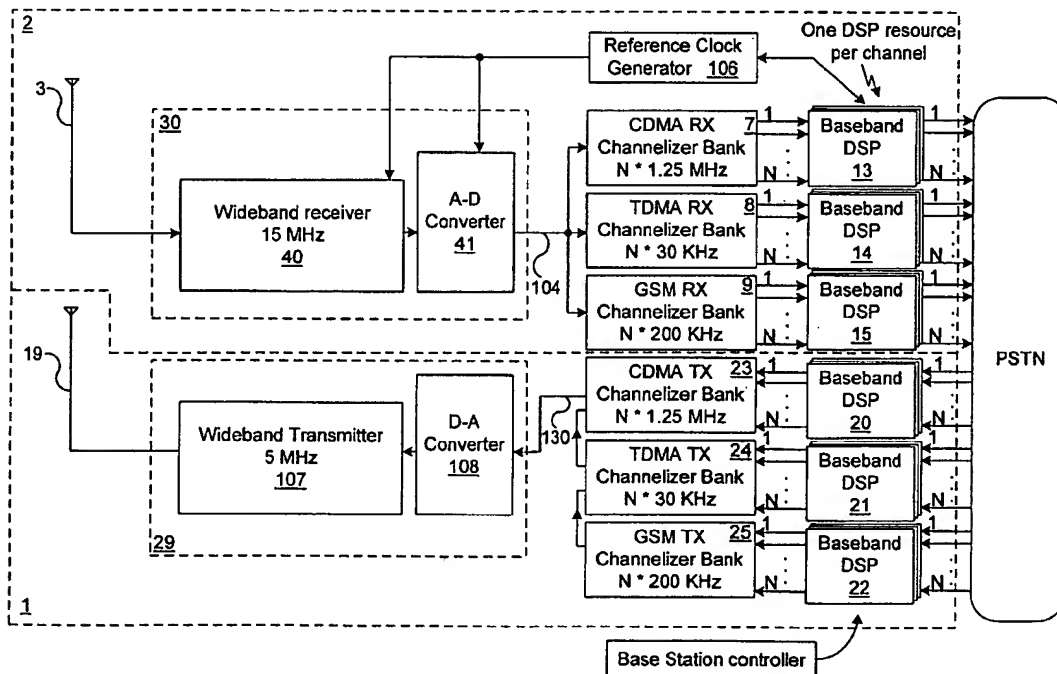 2
One DSP resource
per channel
Reference Clock
Generator 106
3
30
Wideband receiver
15 MHz
40
A-D
Converter
41
104
CDMA RX 7
Channelizer Bank
N * 1.25 MHz
1
N
Baseband
DSP
13
1
N
TDMA RX 8
Channelizer Bank
N * 30 KHz
1
N
Baseband
DSP
14
1
N
GSM RX 9
Channelizer Bank
N * 200 KHz
1
N
Baseband
DSP
15
1
N
PSTN
19
Wideband Transmitter
5 MHz
107
D-A
Converter
108
130
29
CDMA TX 23
Channelizer Bank
N * 1.25 MHz
1
N
Baseband
DSP
20
1
N
TDMA TX 24
Channelizer Bank
N * 30 KHz
1
N
Baseband
DSP
21
1
N
GSM TX 25
Channelizer Bank
N * 200 KHz
1
N
Baseband
DSP
22
1
N
1
Base Station controller